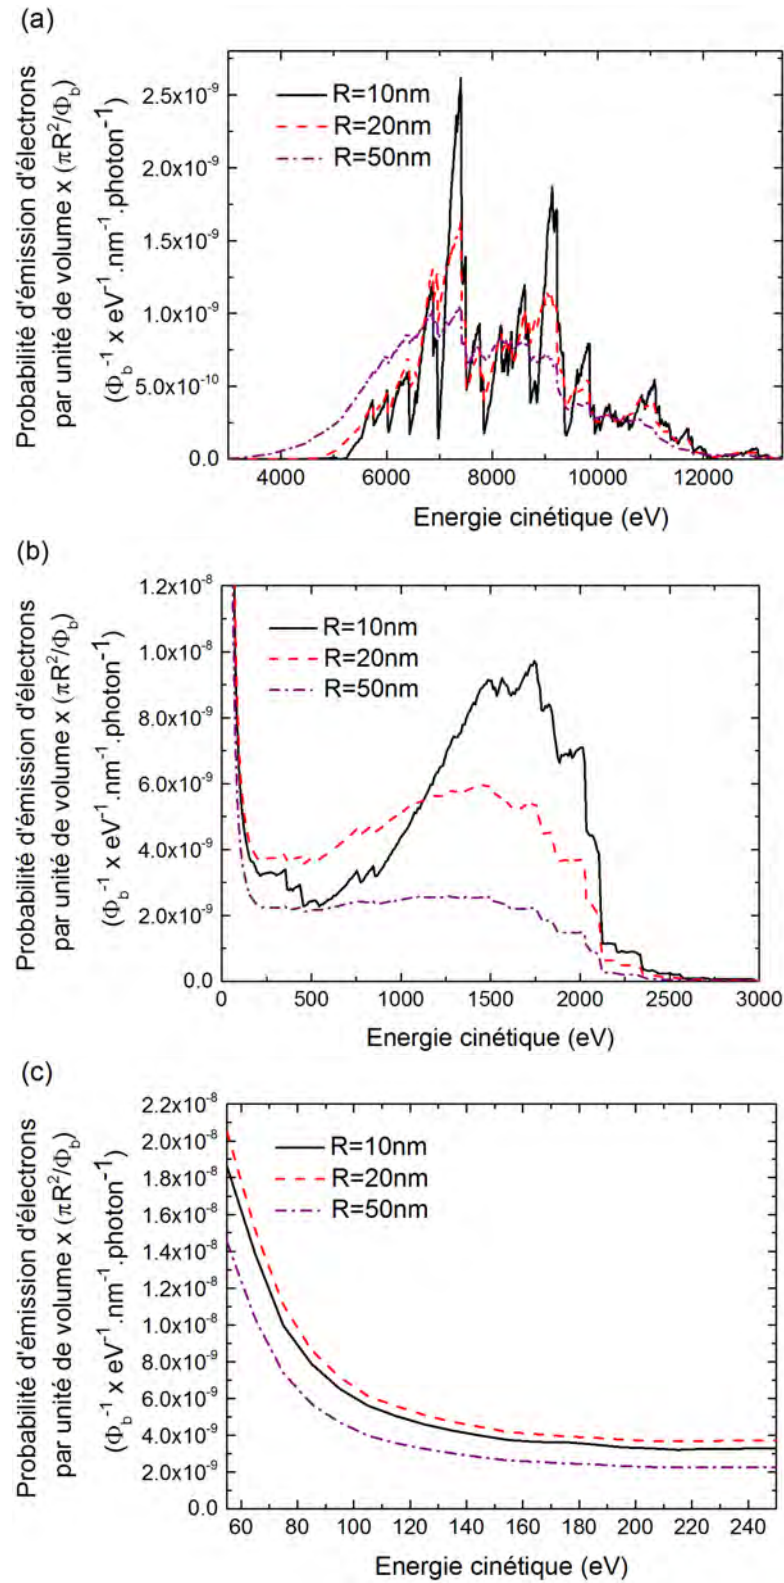 (a)
Probabilité d'émission d'électrons
par unité de volume x (πR²/Φ_b)
(Φ_b⁻¹ x eV⁻¹.nm⁻¹.photon⁻¹)
2.5x10⁻⁹
2.0x10⁻⁹
1.5x10⁻⁹
1.0x10⁻⁹
5.0x10⁻¹⁰
0.0
R=10nm
R=20nm
R=50nm
4000 6000 8000 10000 12000
Energie cinétique (eV)
(b)
Probabilité d'émission d'électrons
par unité de volume x (πR²/Φ_b)
(Φ_b⁻¹ x eV⁻¹.nm⁻¹.photon⁻¹)
1.2x10⁻⁸
1.0x10⁻⁸
8.0x10⁻⁹
6.0x10⁻⁹
4.0x10⁻⁹
2.0x10⁻⁹
0.0
R=10nm
R=20nm
R=50nm
0 500 1000 1500 2000 2500 3000
Energie cinétique (eV)
(c)
Probabilité d'émission d'électrons
par unité de volume x (πR²/Φ_b)
(Φ_b⁻¹ x eV⁻¹.nm⁻¹.photon⁻¹)
2.2x10⁻⁸
2.0x10⁻⁸
1.8x10⁻⁸
1.6x10⁻⁸
1.4x10⁻⁸
1.2x10⁻⁸
1.0x10⁻⁸
8.0x10⁻⁹
6.0x10⁻⁹
4.0x10⁻⁹
2.0x10⁻⁹
0.0
R=10nm
R=20nm
R=50nm
60 80 100 120 140 160 180 200 220 240
Energie cinétique (eV)